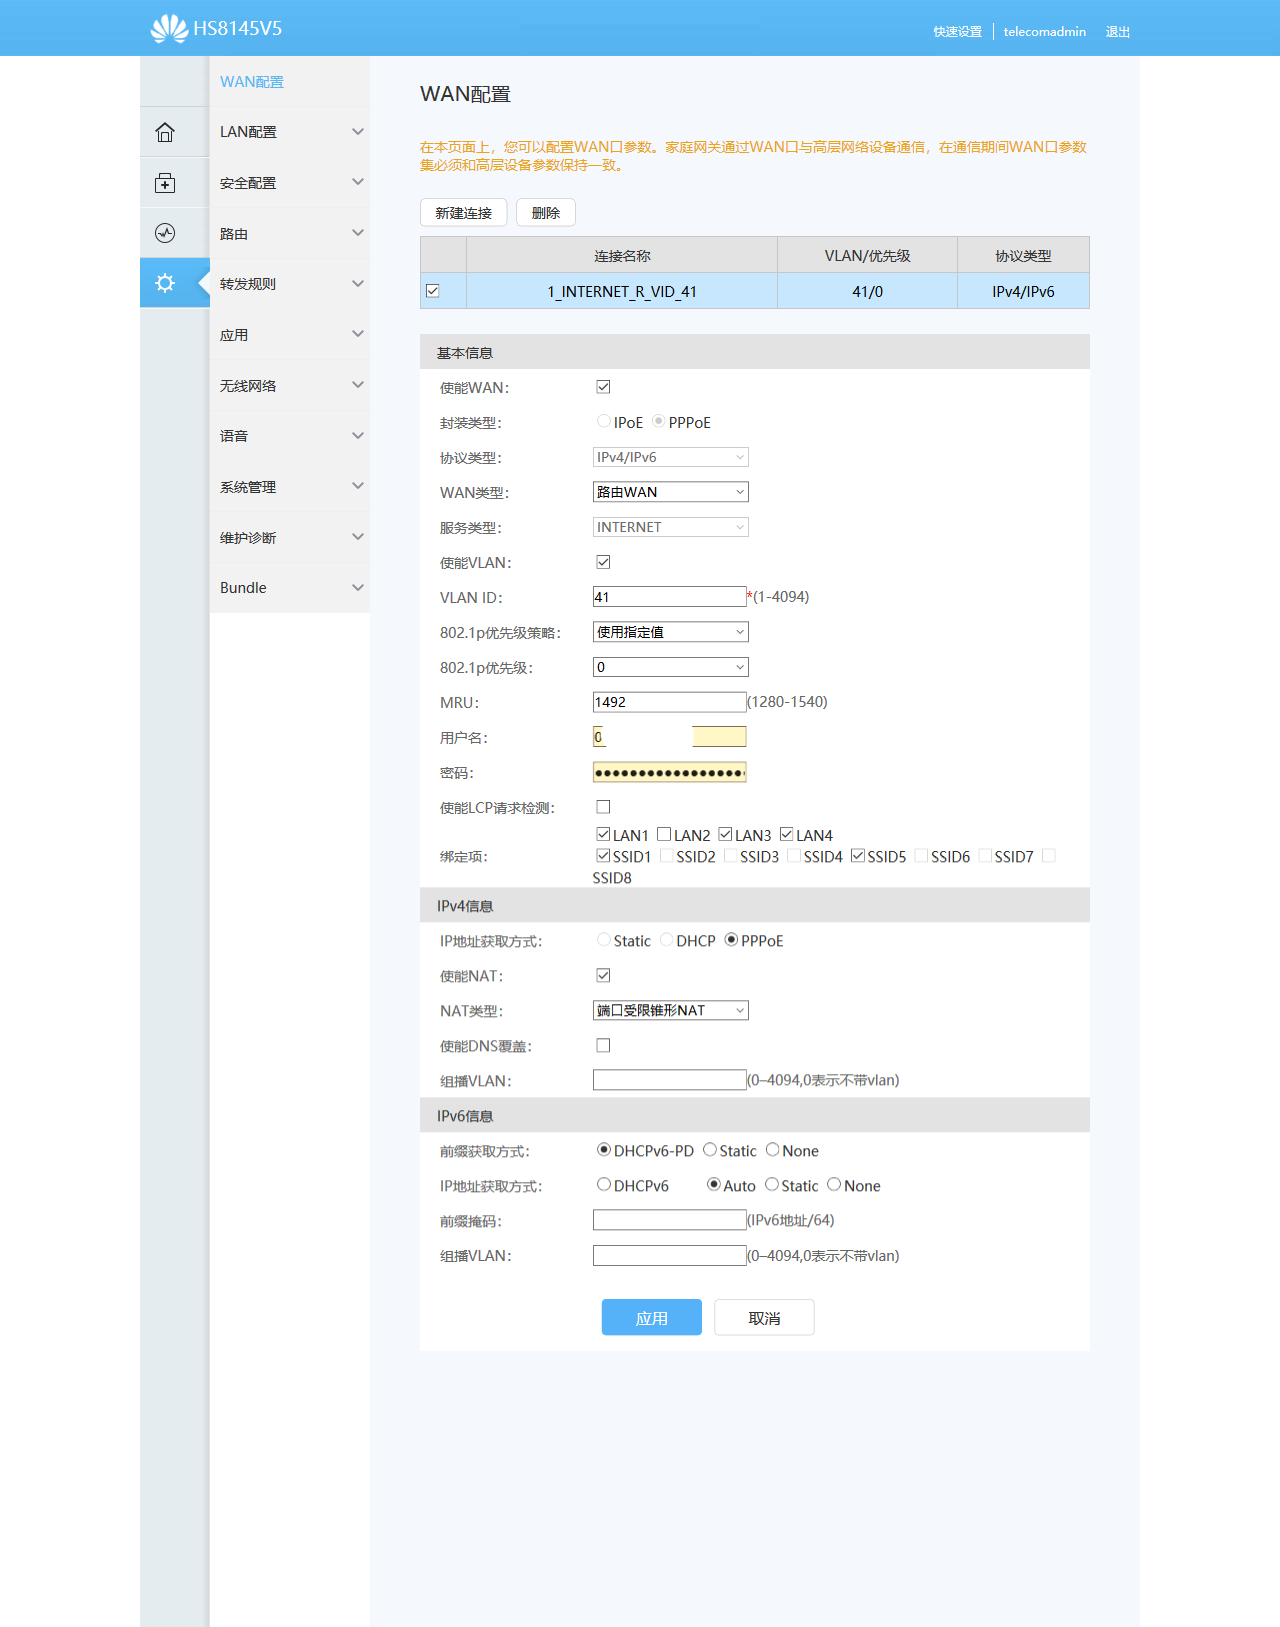 HS8145V5
快速设置 telecomadmin 退出
WAN配置
LAN配置
安全配置
路由
转发规则
应用
无线网络
语音
系统管理
维护诊断
Bundle
WAN配置
在本页面上，您可以配置WAN口参数。家庭网关通过WAN口与高层网络设备通信，在通信期间WAN口参数
集必须和高层设备参数保持一致。
新建连接 删除
连接名称 VLAN/优先级 协议类型
1_INTERNET_R_VID_41 41/0 IPv4/IPv6
基本信息
使能WAN：
封装类型： IPoE PPPoE
协议类型： IPv4/IPv6
WAN类型： 路由WAN
服务类型： INTERNET
使能VLAN：
VLAN ID： 41 *(1-4094)
802.1p优先级策略： 使用指定值
802.1p优先级： 0
MRU： 1492 (1280-1540)
用户名： 0
密码： ●●●●●●●●●●●●●●●●●●
使能LCP请求检测：
LAN1 LAN2 LAN3 LAN4
绑定项： SSID1 SSID2 SSID3 SSID4 SSID5 SSID6 SSID7
SSID8
IPv4信息
IP地址获取方式： Static DHCP PPPoE
使能NAT：
NAT类型： 端口受限锥形NAT
使能DNS覆盖：
组播VLAN： (0–4094,0表示不带vlan)
IPv6信息
前缀获取方式： DHCPv6-PD Static None
IP地址获取方式： DHCPv6 Auto Static None
前缀掩码： (IPv6地址/64)
组播VLAN： (0–4094,0表示不带vlan)
应用 取消